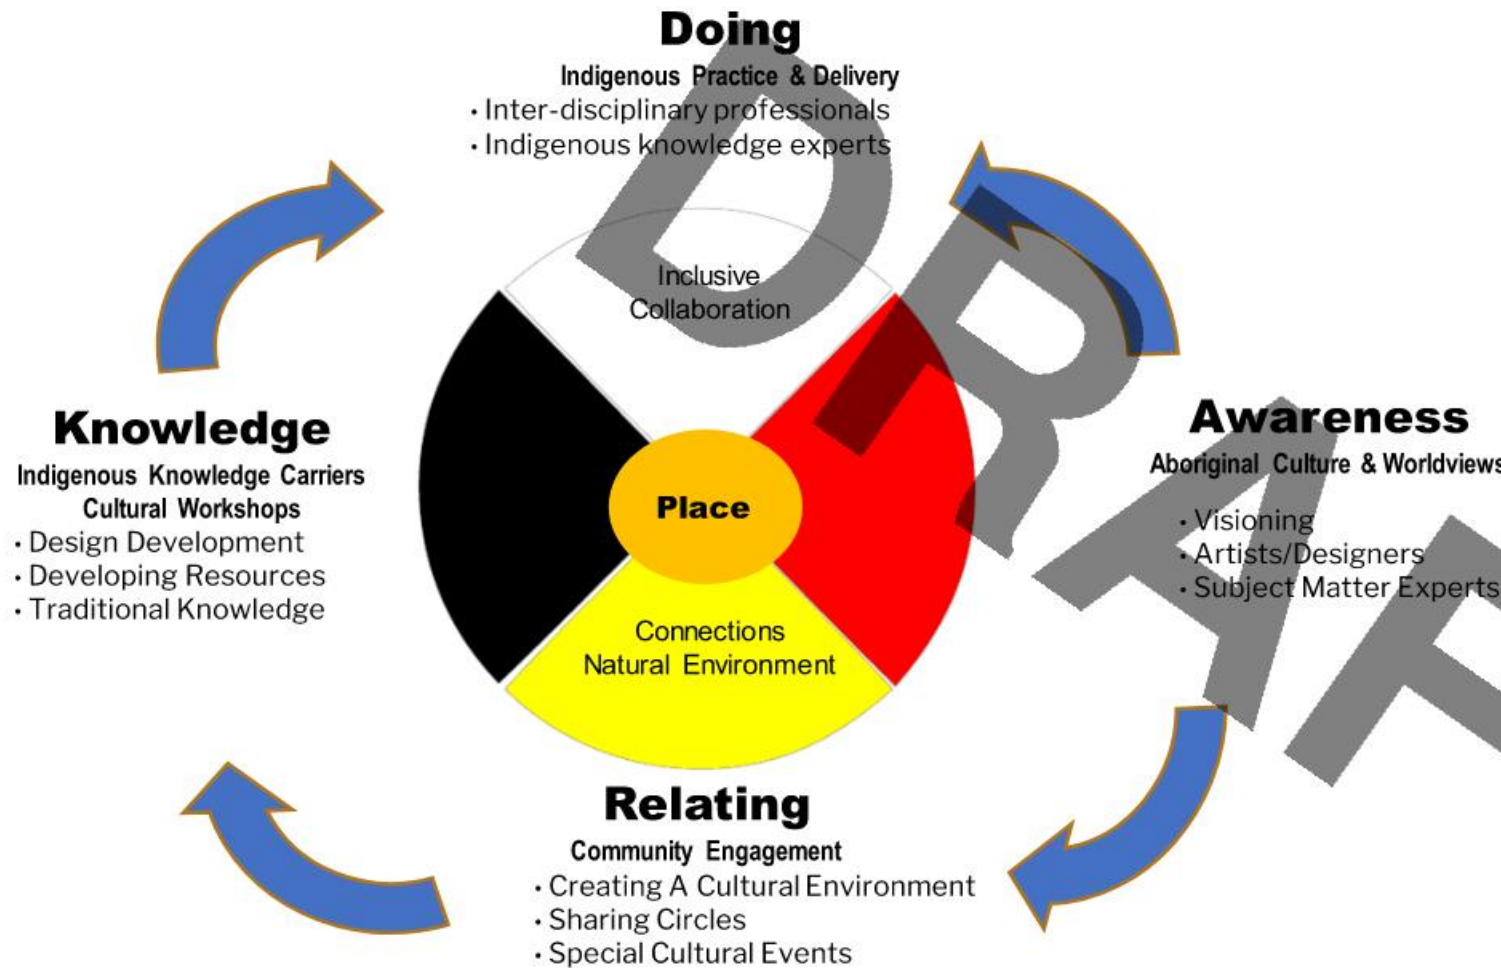 Doing
Indigenous Practice & Delivery
• Inter-disciplinary professionals
• Indigenous knowledge experts
Inclusive
Collaboration
Knowledge
Indigenous Knowledge Carriers
Cultural Workshops
• Design Development
• Developing Resources
• Traditional Knowledge
Place
Awareness
Aboriginal Culture & Worldviews
• Visioning
• Artists/Designers
• Subject Matter Experts
Connections
Natural Environment
Relating
Community Engagement
• Creating A Cultural Environment
• Sharing Circles
• Special Cultural Events
DRAF